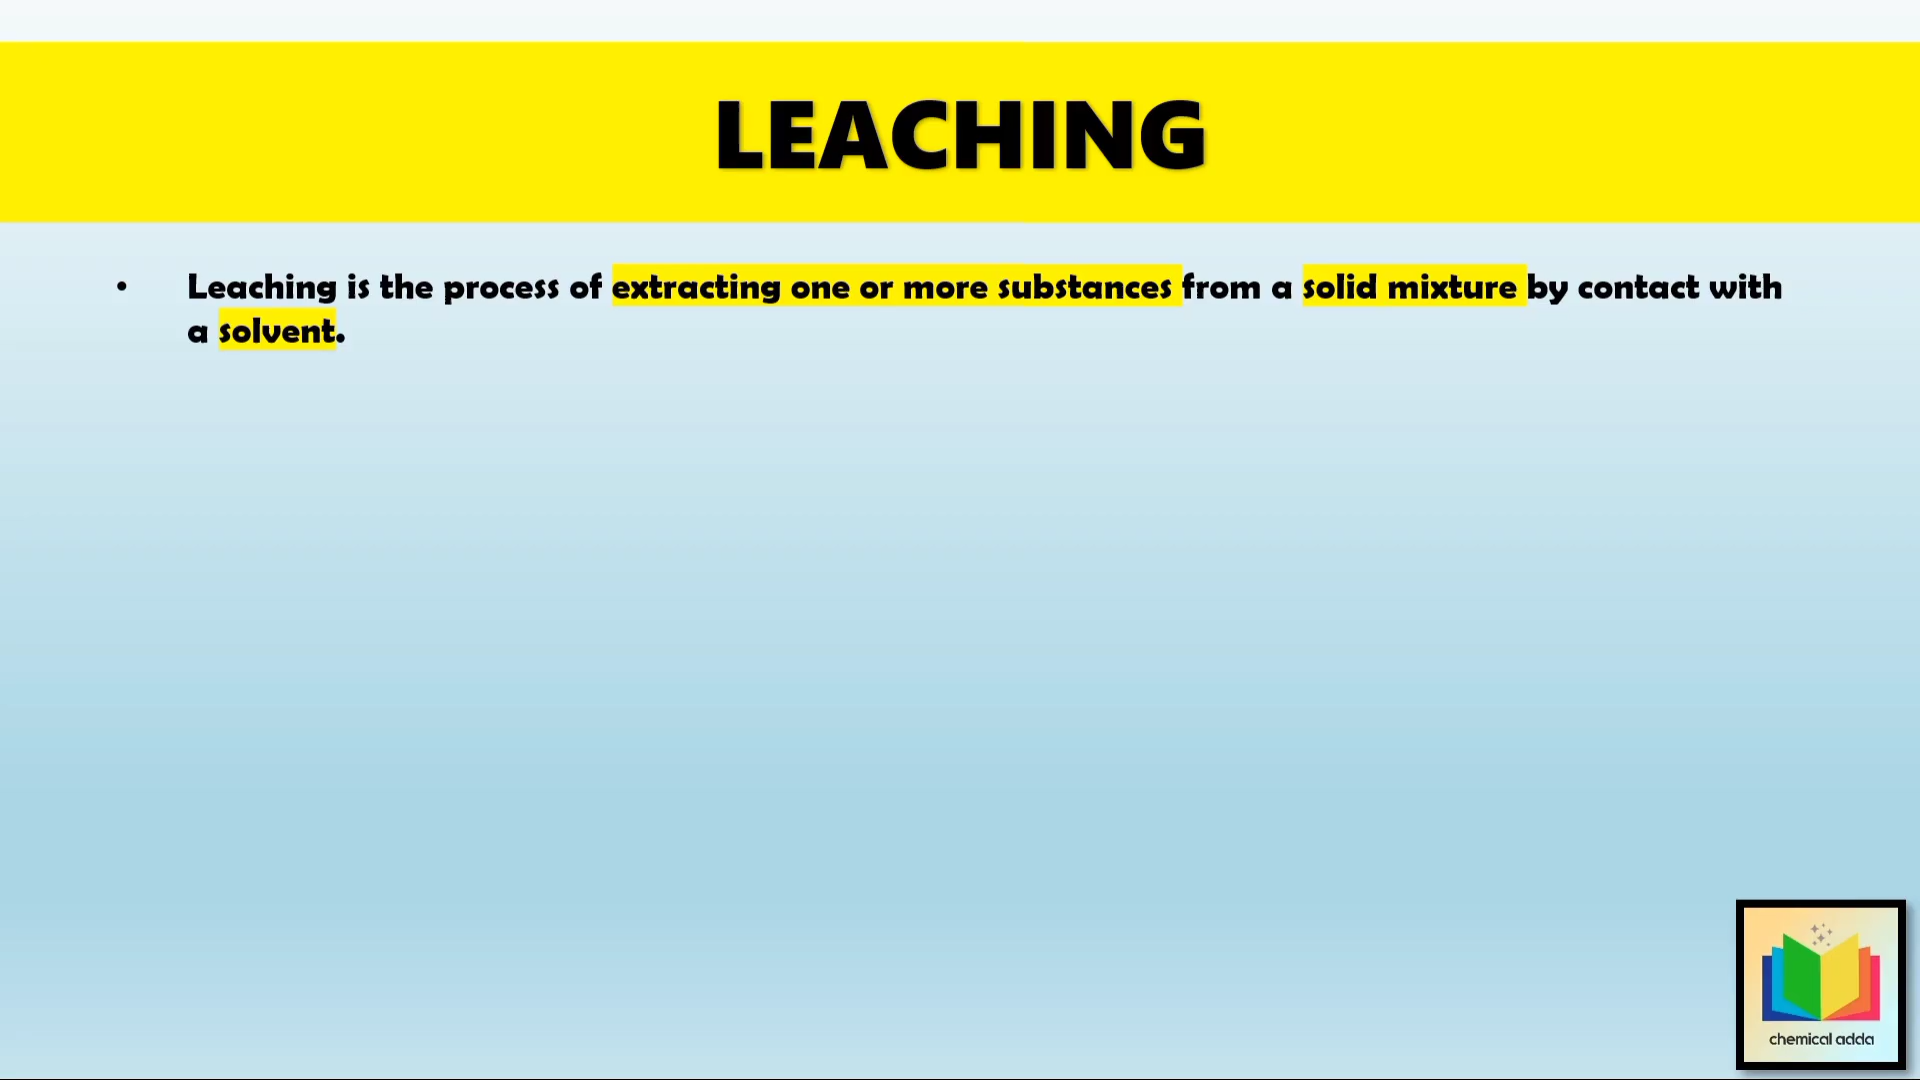 LEACHING
• Leaching is the process of extracting one or more substances from a solid mixture by contact with
a solvent.
chemical adda